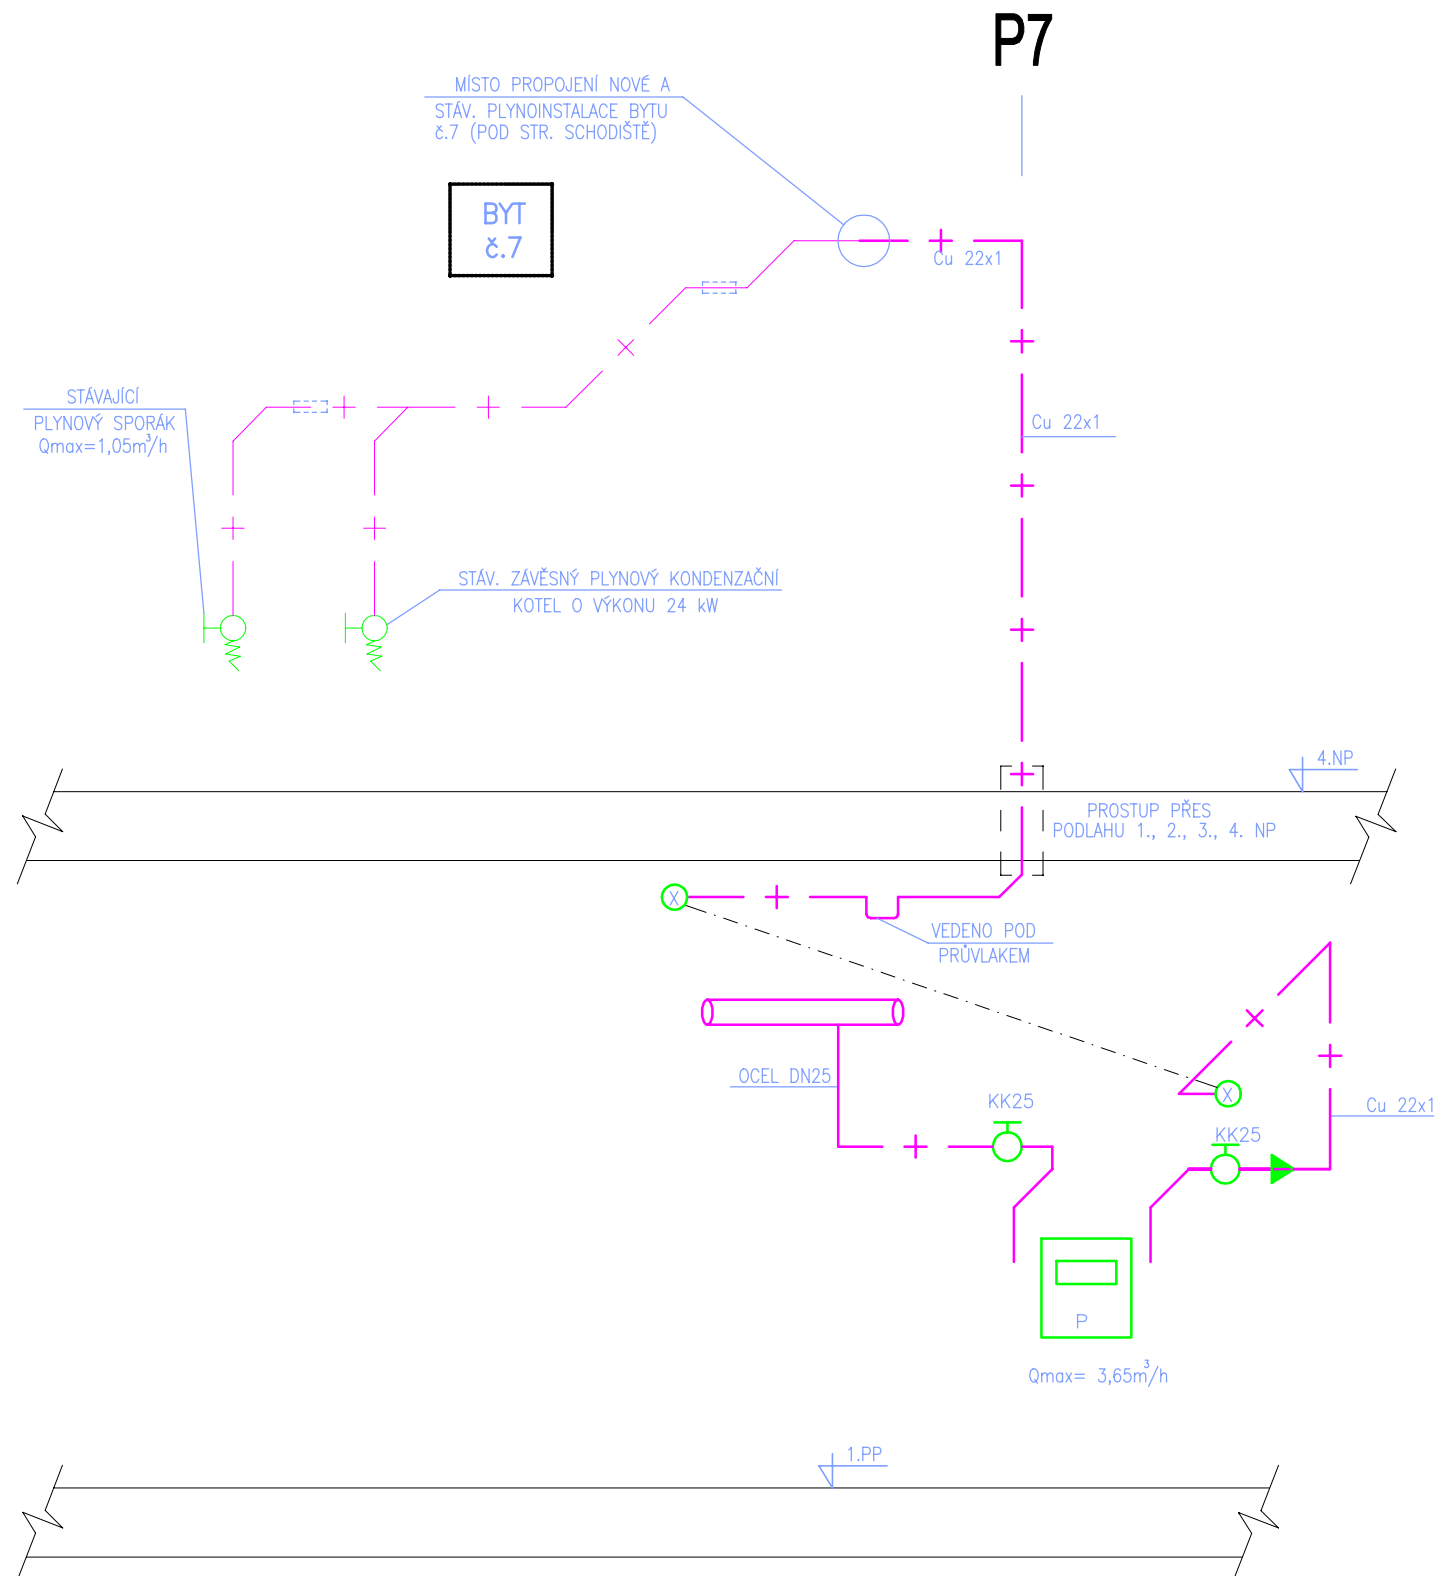 P7
MÍSTO PROPOJENÍ NOVÉ A
STÁV. PLYNOINSTALACE BYTU
č.7 (POD STR. SCHODIŠTĚ)
BYT
č.7
Cu 22x1
STÁVAJÍCÍ
PLYNOVÝ SPORÁK
Qmax=1,05m³/h
Cu 22x1
STÁV. ZÁVĚSNÝ PLYNOVÝ KONDENZAČNÍ
KOTEL O VÝKONU 24 kW
4.NP
PROSTUP PŘES
PODLAHU 1., 2., 3., 4. NP
X
VEDENO POD
PRŮVLAKEM
OCEL DN25
KK25
X
Cu 22x1
KK25
P
Qmax= 3,65m³/h
1.PP